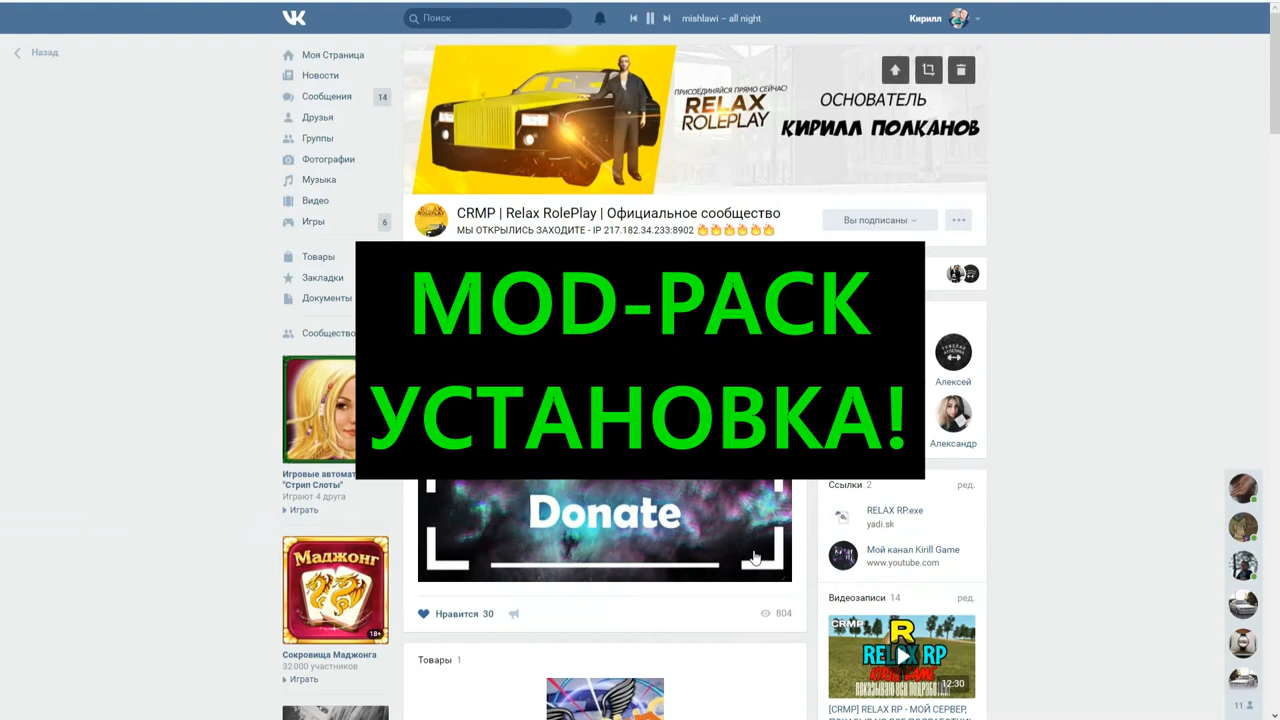 Поиск
mishlawi – all night
Кирилл
Назад
Моя Страница
Новости
Сообщения 14
Друзья
Группы
Фотографии
Музыка
Видео
Игры 6
Товары
Закладки
Документы
Сообщество
ПРИСОЕДИНЯЙСЯ ПРЯМО СЕЙЧАС!
RELAX
ROLEPLAY
ОСНОВАТЕЛЬ
КИРИЛЛ ПОЛКАНОВ
CRMP | Relax RolePlay | Официальное сообщество
МЫ ОТКРЫЛИСЬ ЗАХОДИТЕ - IP 217.182.34.233:8902 🔥🔥🔥🔥🔥🔥
Вы подписаны
MOD-PACK
УСТАНОВКА!
Алексей
Александр
Игровые автомат
"Стрип Слоты"
Играют 4 друга
Играть
Маджонг
18+
Сокровища Маджонга
32 000 участников
Играть
Donate
Нравится 30
804
Товары 1
Ссылки 2 ред.
RELAX RP.exe
yadi.sk
Мой канал Kirill Game
www.youtube.com
Видеозаписи 14 ред.
CRMP
R
RELAX RP
KIRILL GAME
12:30
[CRMP] RELAX RP - МОЙ СЕРВЕР,
11